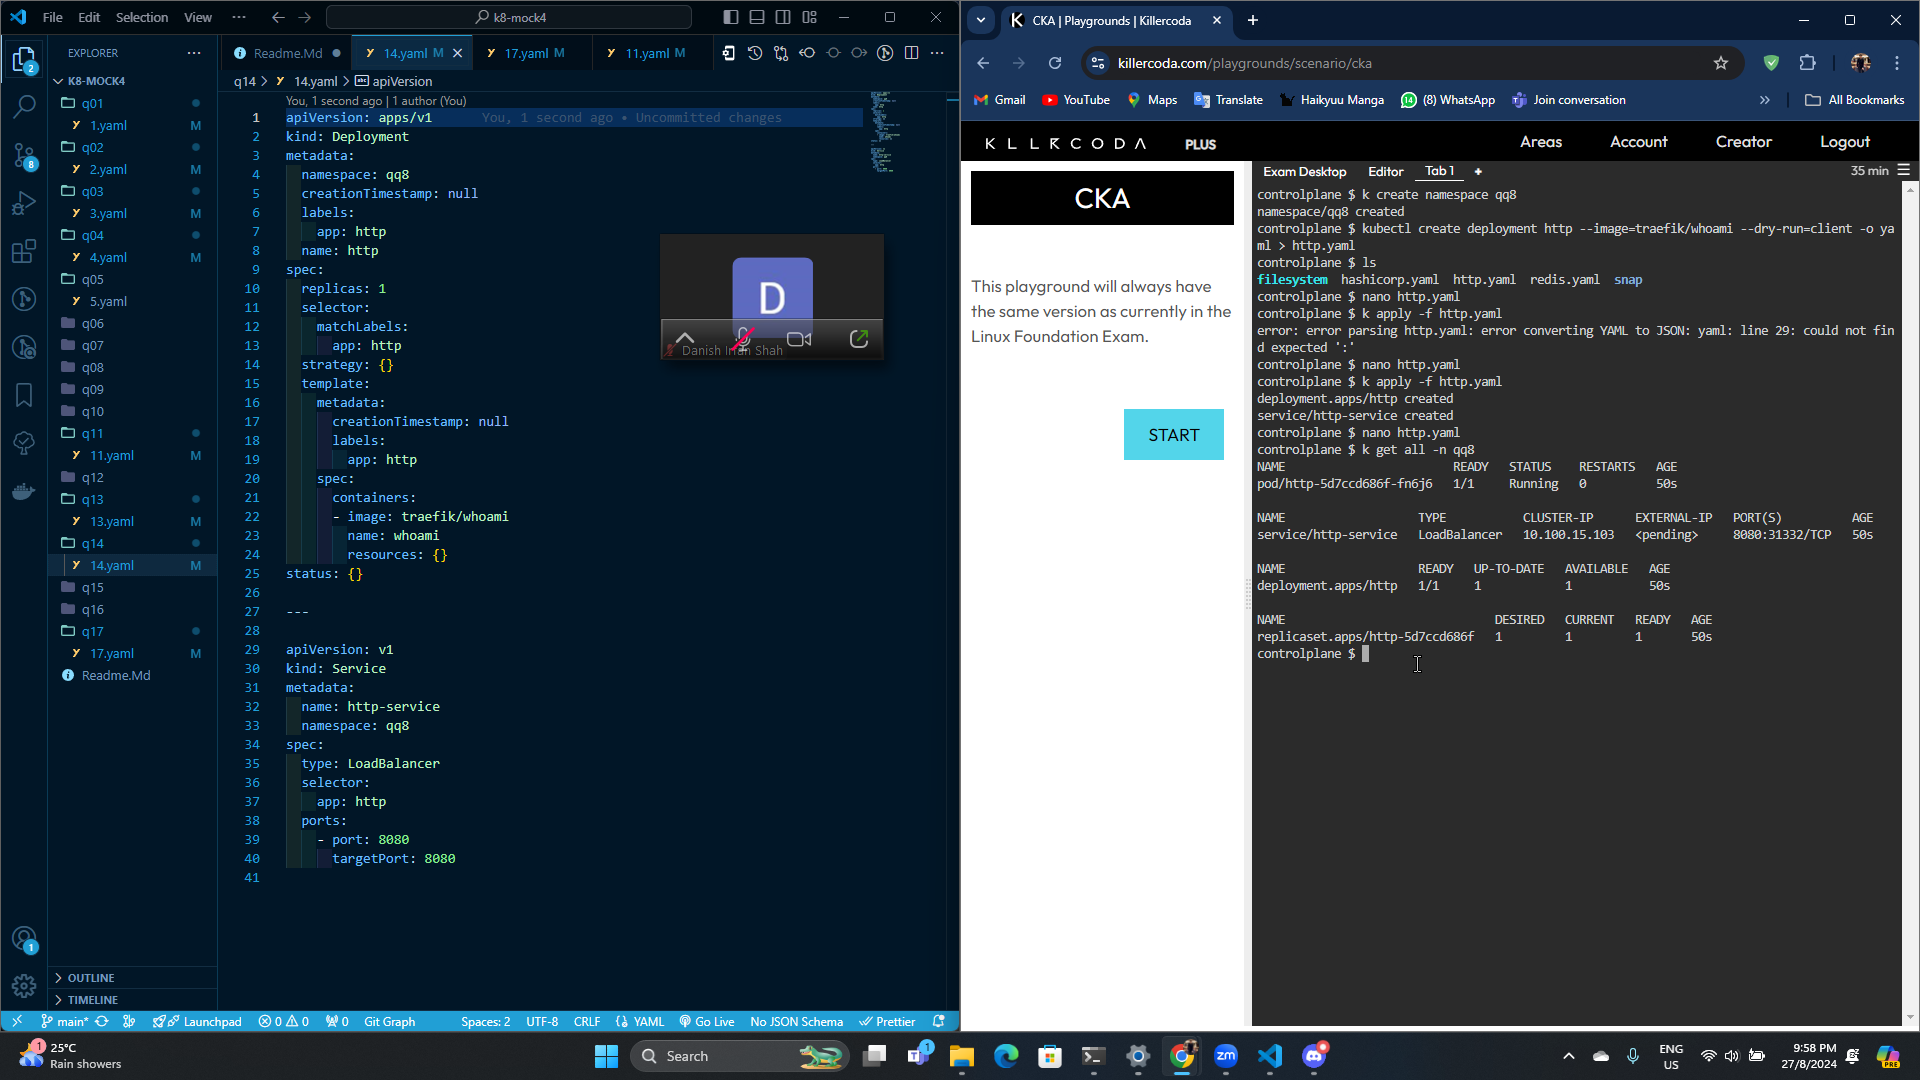 File Edit Selection View ···
k8-mock4
EXPLORER
K8-MOCK4
q01
1.yaml M
q02
2.yaml M
q03
3.yaml M
q04
4.yaml M
q05
5.yaml
q06
q07
q08
q09
q10
q11
11.yaml M
q12
q13
13.yaml M
q14
14.yaml M
q15
q16
q17
17.yaml M
Readme.Md
OUTLINE
TIMELINE
2
8
1
Readme.Md
14.yaml M
17.yaml M
11.yaml M
q14 > 14.yaml > apiVersion
You, 1 second ago | 1 author (You)
1 apiVersion: apps/v1 You, 1 second ago • Uncommitted changes
2 kind: Deployment
3 metadata:
4 namespace: qq8
5 creationTimestamp: null
6 labels:
7 app: http
8 name: http
9 spec:
10 replicas: 1
11 selector:
12 matchLabels:
13 app: http
14 strategy: {}
15 template:
16 metadata:
17 creationTimestamp: null
18 labels:
19 app: http
20 spec:
21 containers:
22 - image: traefik/whoami
23 name: whoami
24 resources: {}
25 status: {}
26
27 ---
28
29 apiVersion: v1
30 kind: Service
31 metadata:
32 name: http-service
33 namespace: qq8
34 spec:
35 type: LoadBalancer
36 selector:
37 app: http
38 ports:
39 - port: 8080
40 targetPort: 8080
41
D
Danish Irfan Shah
main* Launchpad 0 0 0 Git Graph Spaces: 2 UTF-8 CRLF {} YAML Go Live No JSON Schema Prettier
CKA | Playgrounds | Killercoda
killercoda.com/playgrounds/scenario/cka
Gmail YouTube Maps Translate Haikyuu Manga (8) WhatsApp Join conversation » All Bookmarks
PLUS
Areas Account Creator Logout
CKA
This playground will always have
the same version as currently in the
Linux Foundation Exam.
START
Exam Desktop Editor Tab 1 + 35 min
controlplane $ k create namespace qq8
namespace/qq8 created
controlplane $ kubectl create deployment http --image=traefik/whoami --dry-run=client -o ya
ml > http.yaml
controlplane $ ls
filesystem hashicorp.yaml http.yaml redis.yaml snap
controlplane $ nano http.yaml
controlplane $ k apply -f http.yaml
error: error parsing http.yaml: error converting YAML to JSON: yaml: line 29: could not fin
d expected ':'
controlplane $ nano http.yaml
controlplane $ k apply -f http.yaml
deployment.apps/http created
service/http-service created
controlplane $ nano http.yaml
controlplane $ k get all -n qq8
NAME READY STATUS RESTARTS AGE
pod/http-5d7ccd686f-fn6j6 1/1 Running 0 50s
NAME TYPE CLUSTER-IP EXTERNAL-IP PORT(S) AGE
service/http-service LoadBalancer 10.100.15.103 <pending> 8080:31332/TCP 50s
NAME READY UP-TO-DATE AVAILABLE AGE
deployment.apps/http 1/1 1 1 50s
NAME DESIRED CURRENT READY AGE
replicaset.apps/http-5d7ccd686f 1 1 1 50s
controlplane $
1
25°C
Rain showers
Search
1
zm
ENG
US
9:58 PM
27/8/2024
PRE